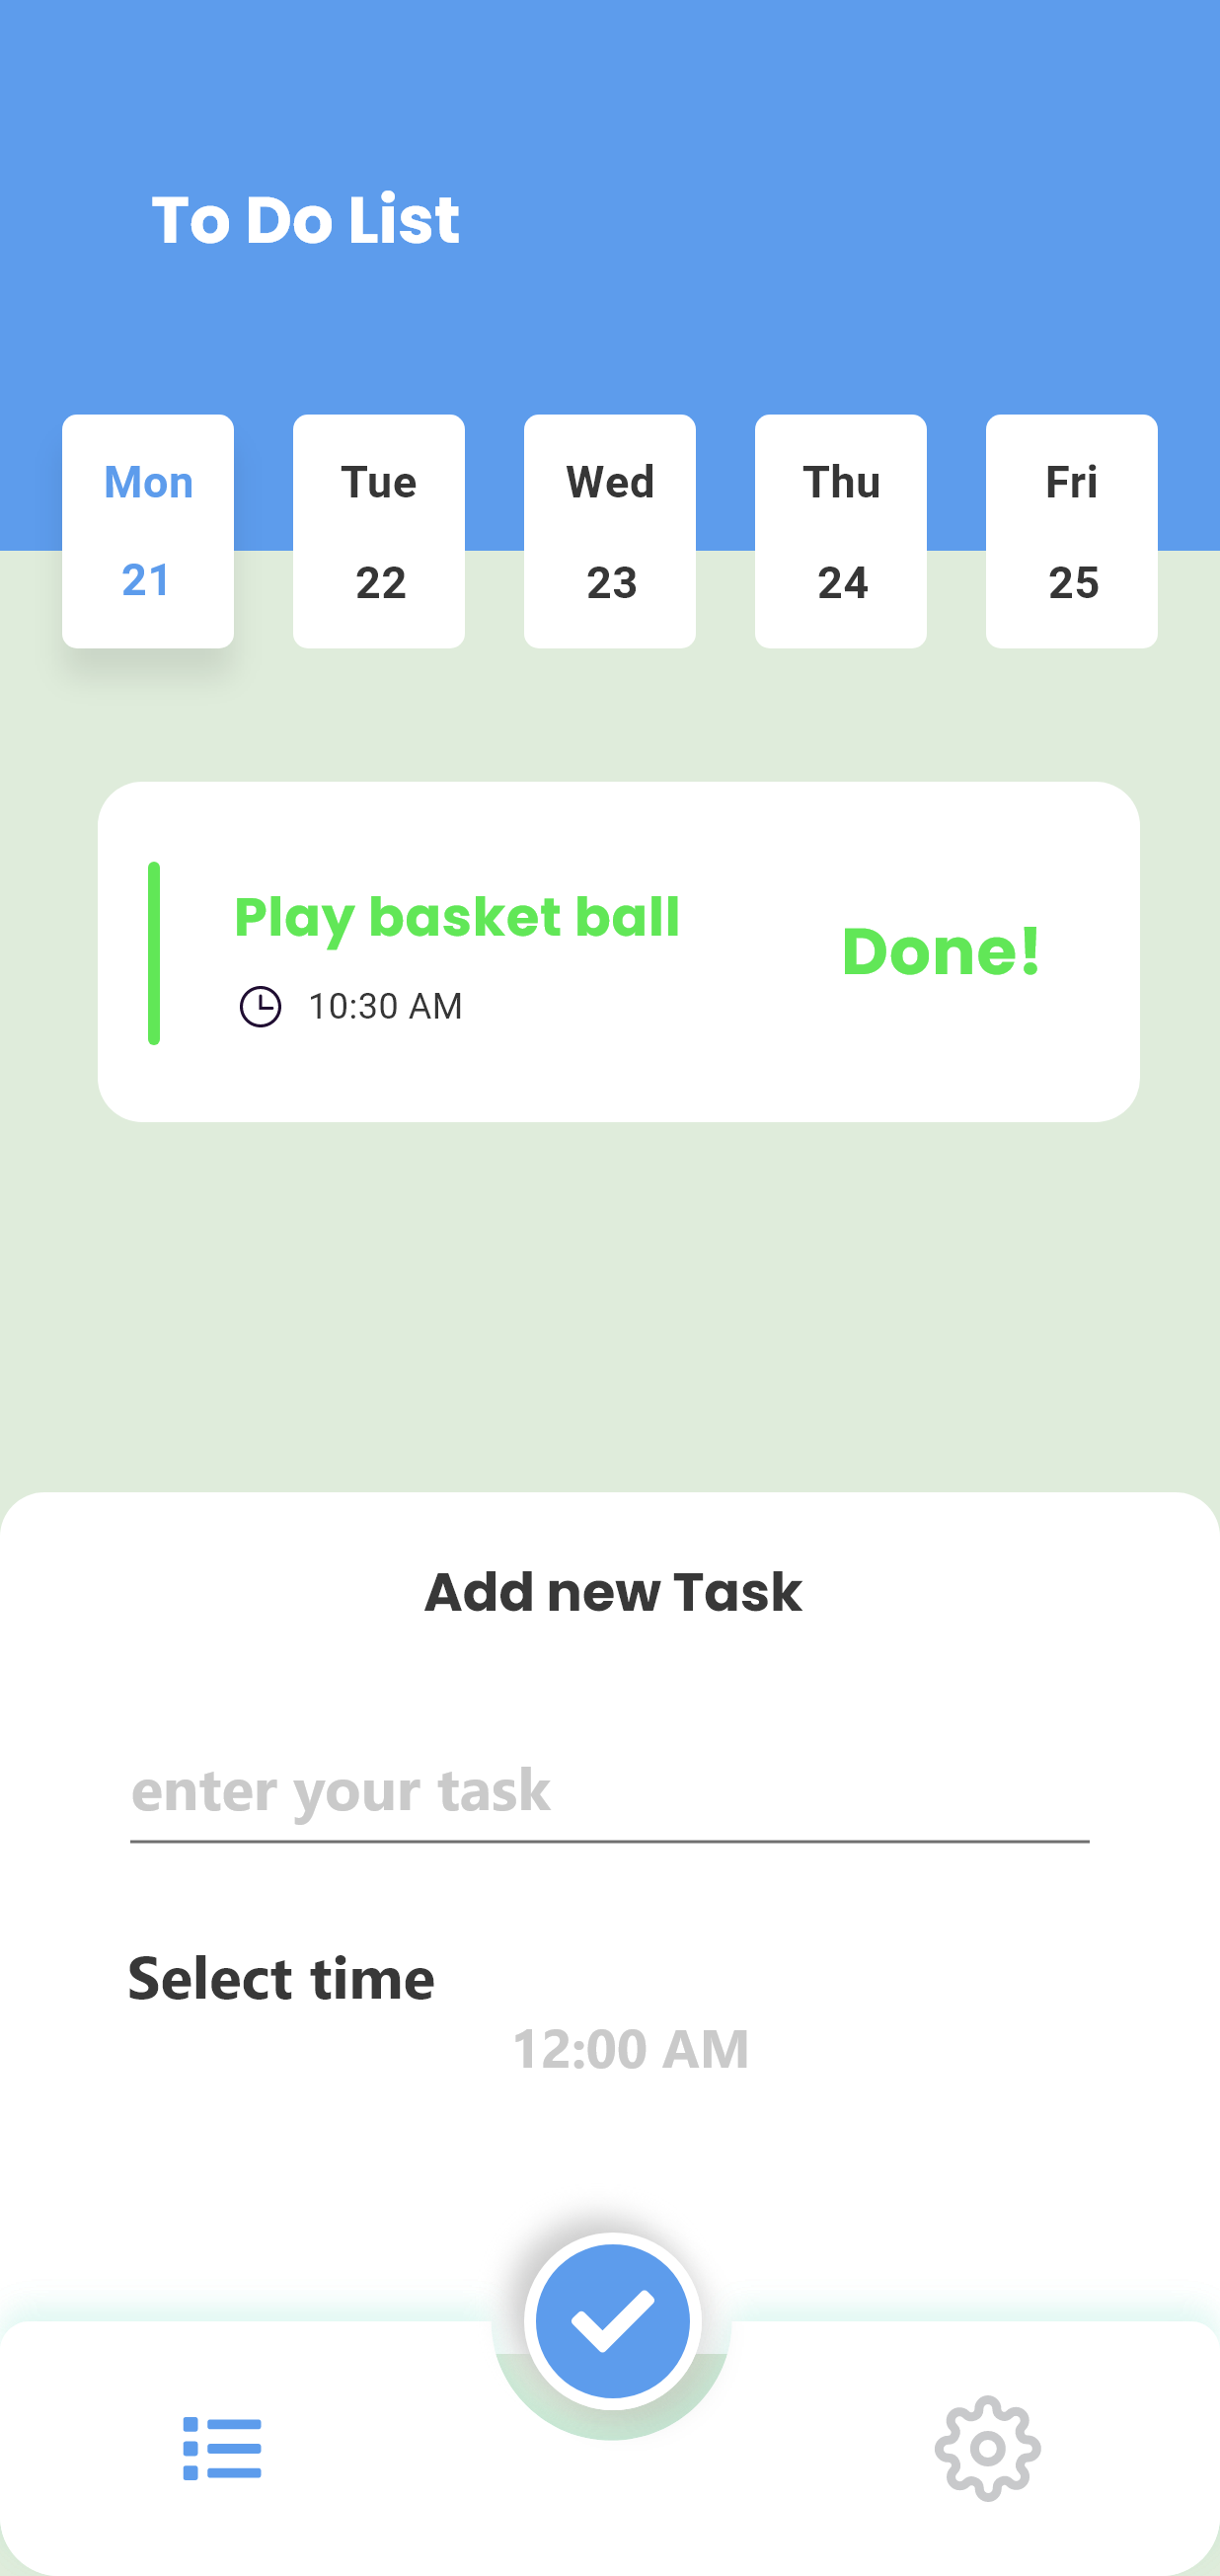 To Do List
Mon Tue Wed Thu Fri
21 22 23 24 25
Play basket ball
Done!
10:30 AM
Add new Task
enter your task
Select time
12:00 AM